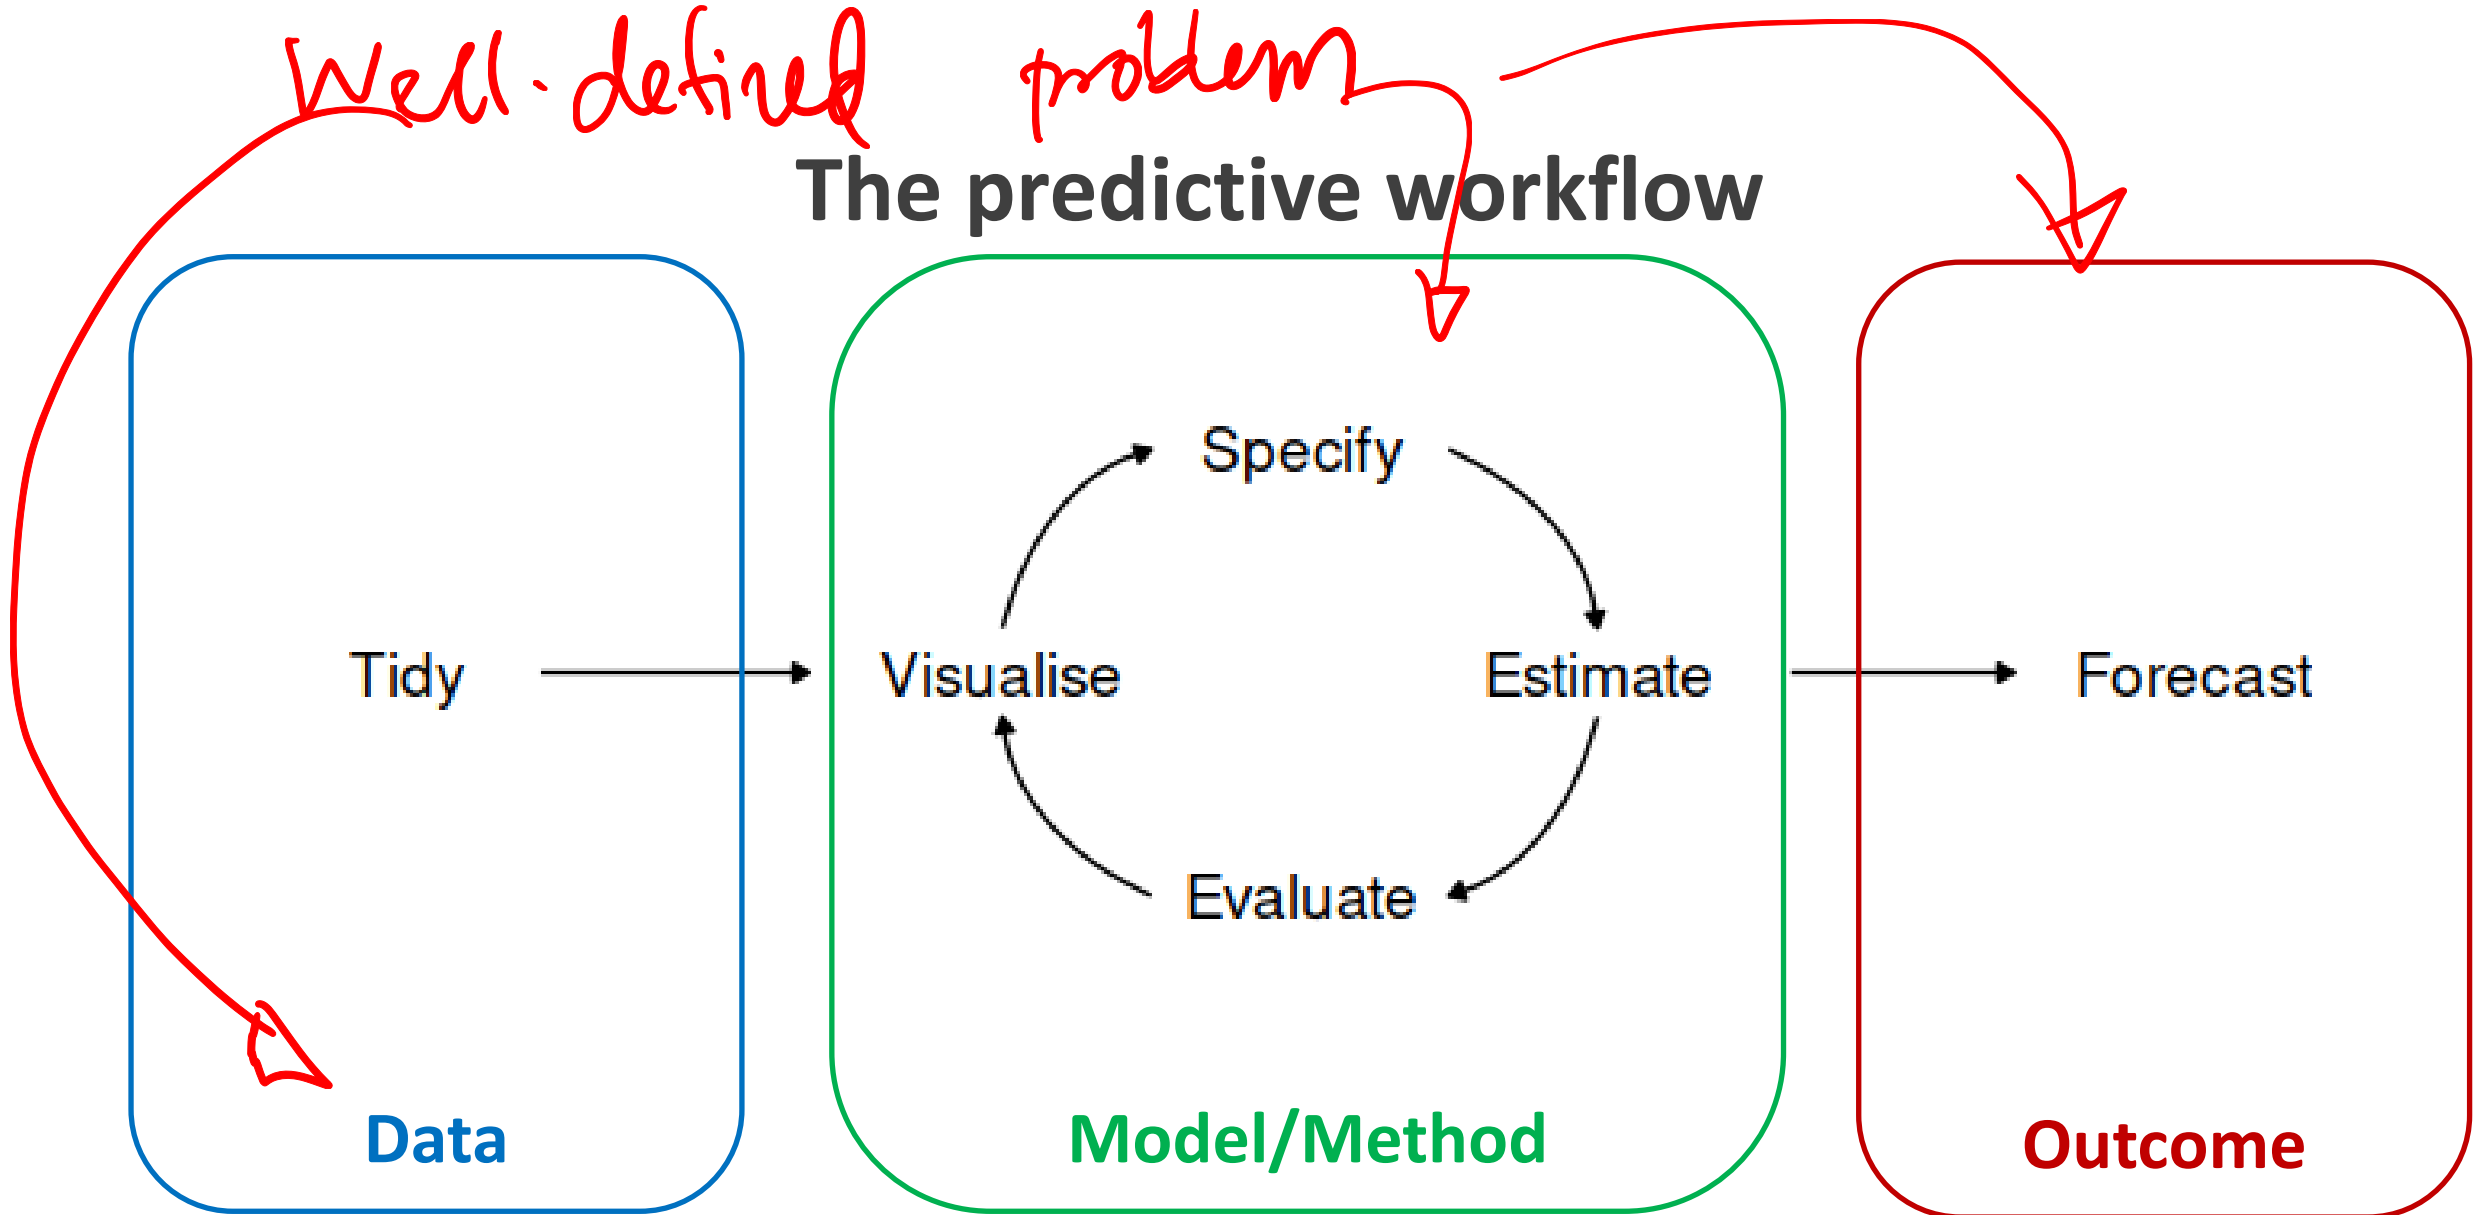 Well-defined problem
The predictive workflow
Specify
Tidy
Visualise
Estimate
Forecast
Evaluate
Data
Model/Method
Outcome